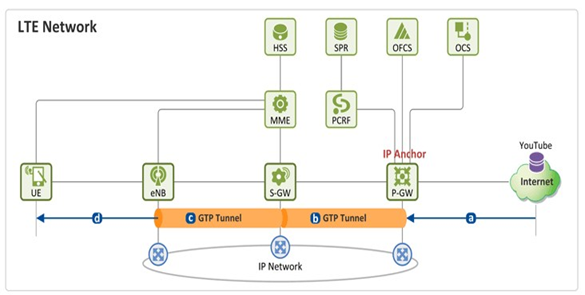 LTE Network
HSS
SPR
OFCS
OCS
MME
PCRF
IP Anchor
YouTube
UE
eNB
S-GW
P-GW
Internet
d
c GTP Tunnel
b GTP Tunnel
a
IP Network